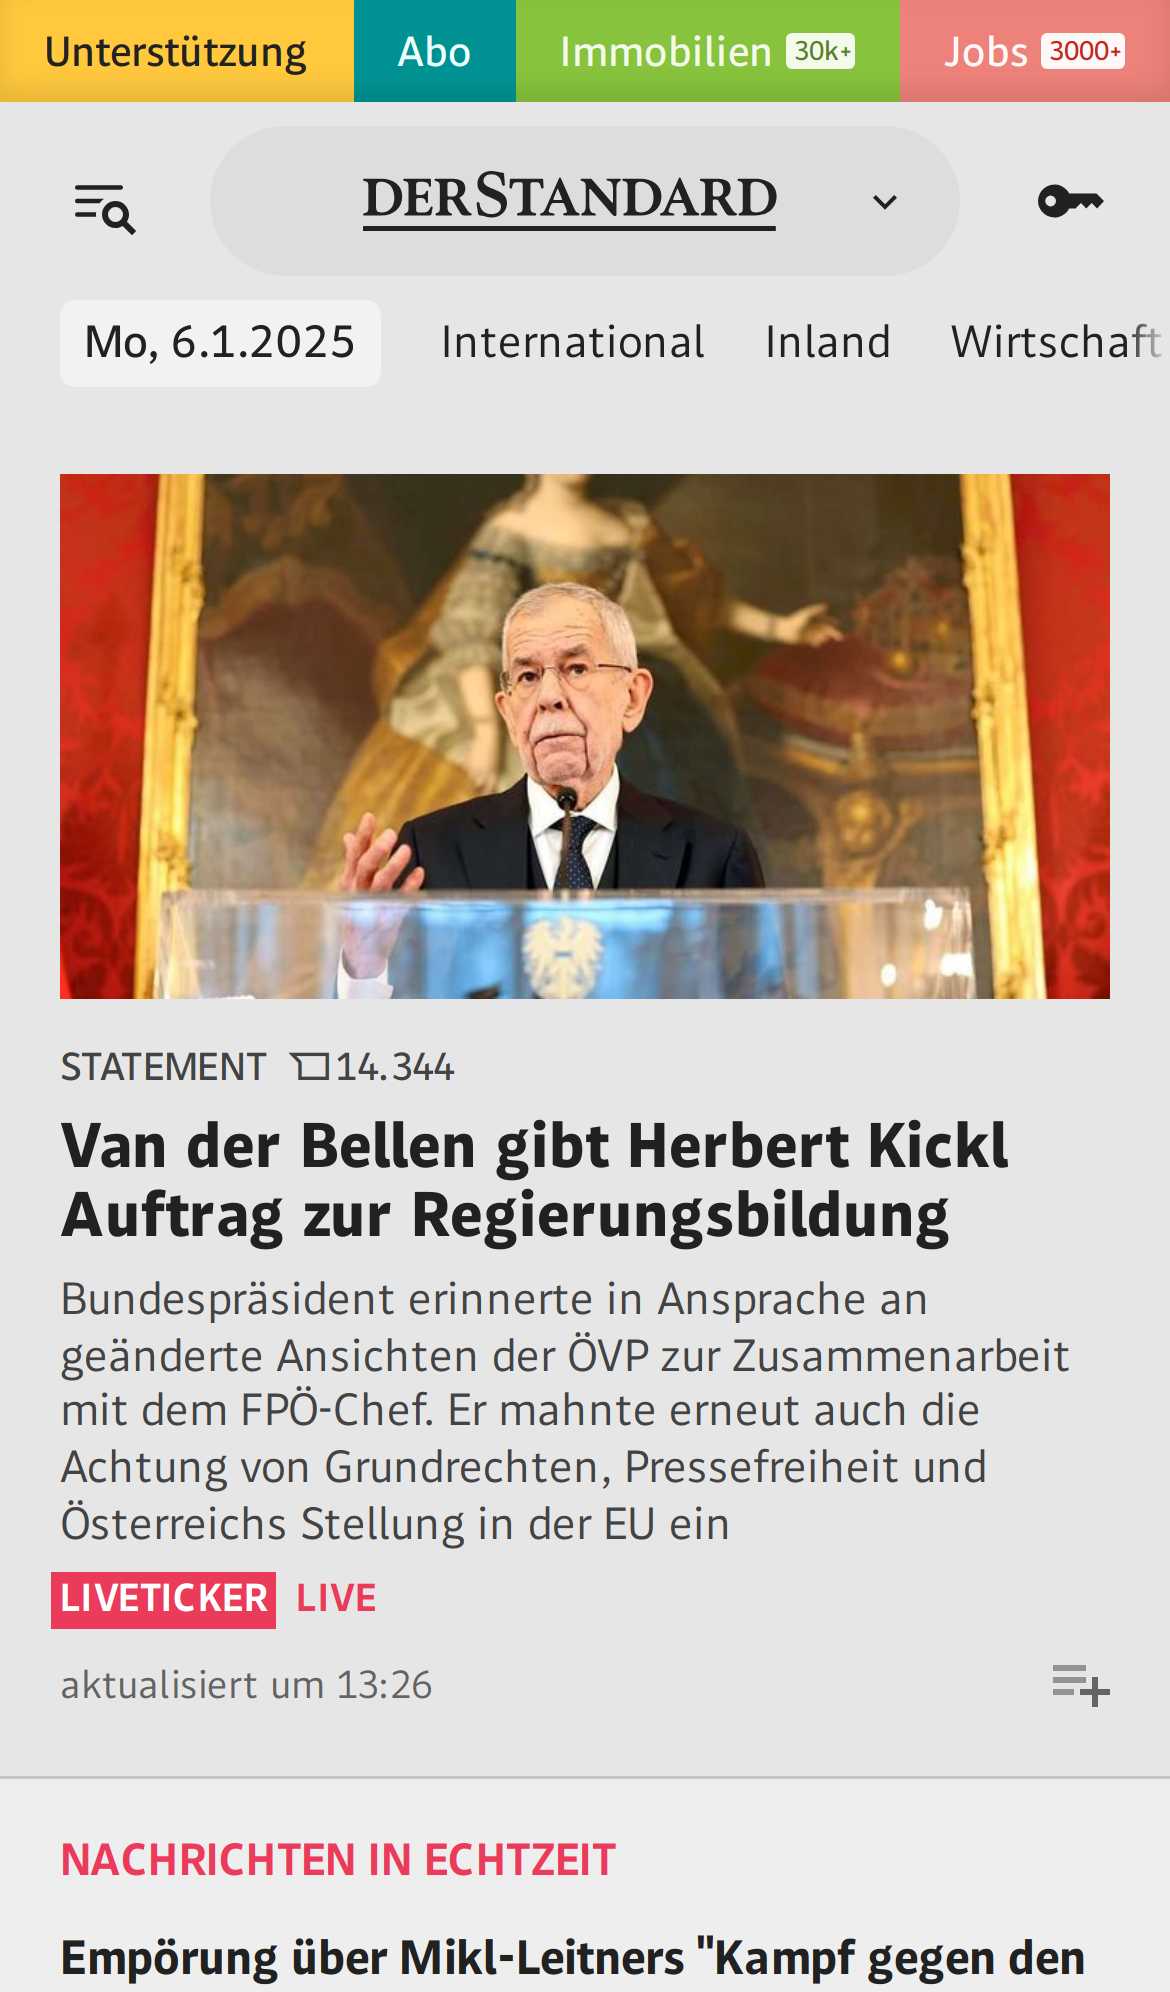 Unterstützung Abo Immobilien 30k+ Jobs 3000+
DERSTANDARD
Mo, 6.1.2025 International Inland Wirtschaft
STATEMENT 14.344
Van der Bellen gibt Herbert Kickl
Auftrag zur Regierungsbildung
Bundespräsident erinnerte in Ansprache an
geänderte Ansichten der ÖVP zur Zusammenarbeit
mit dem FPÖ-Chef. Er mahnte erneut auch die
Achtung von Grundrechten, Pressefreiheit und
Österreichs Stellung in der EU ein
LIVETICKER LIVE
aktualisiert um 13:26
NACHRICHTEN IN ECHTZEIT
Empörung über Mikl-Leitners "Kampf gegen den